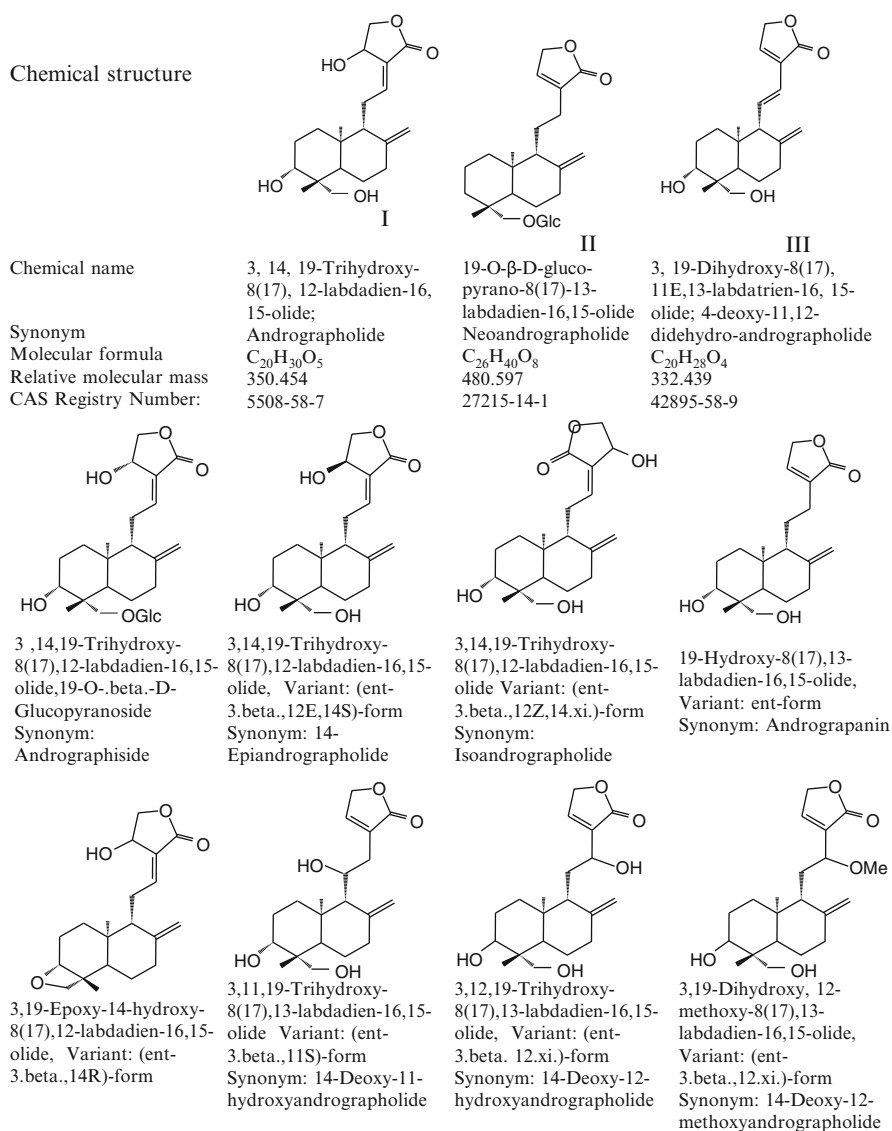 Chemical structure
HO
O
O
HO
OH
I
O
O
OGlc
II
O
O
HO
OH
III
Chemical name
3, 14, 19-Trihydroxy-
8(17), 12-labdadien-16,
15-olide;
Andrographolide
19-O-β-D-gluco-
pyrano-8(17)-13-
labdadien-16,15-olide
Neoandrographolide
3, 19-Dihydroxy-8(17),
11E,13-labdatrien-16, 15-
olide; 4-deoxy-11,12-
didehydro-andrographolide
Synonym
Molecular formula
C20H30O5
C26H40O8
C20H28O4
Relative molecular mass
350.454
480.597
332.439
CAS Registry Number:
5508-58-7
27215-14-1
42895-58-9
HO
O
O
HO
OGlc
HO
O
O
HO
OH
O
O
OH
HO
OH
O
O
HO
OH
3 ,14,19-Trihydroxy-
8(17),12-labdadien-16,15-
olide,19-O-.beta.-D-
Glucopyranoside
Synonym:
Andrographiside
3,14,19-Trihydroxy-
8(17),12-labdadien-16,15-
olide, Variant: (ent-
3.beta.,12E,14S)-form
Synonym: 14-
Epiandrographolide
3,14,19-Trihydroxy-
8(17),12-labdadien-16,15-
olide Variant: (ent-
3.beta.,12Z,14.xi.)-form
Synonym:
Isoandrographolide
19-Hydroxy-8(17),13-
labdadien-16,15-olide,
Variant: ent-form
Synonym: Andrograpanin
HO
O
O
O
HO
O
O
HO
OH
O
O
OH
HO
OH
O
O
OMe
HO
OH
3,19-Epoxy-14-hydroxy-
8(17),12-labdadien-16,15-
olide, Variant: (ent-
3.beta.,14R)-form
3,11,19-Trihydroxy-
8(17),13-labdadien-16,15-
olide Variant: (ent-
3.beta.,11S)-form
Synonym: 14-Deoxy-11-
hydroxyandrographolide
3,12,19-Trihydroxy-
8(17),13-labdadien-16,15-
olide, Variant: (ent-
3.beta. 12.xi.)-form
Synonym: 14-Deoxy-12-
hydroxyandrographolide
3,19-Dihydroxy, 12-
methoxy-8(17),13-
labdadien-16,15-olide,
Variant: (ent-
3.beta.,12.xi.)-form
Synonym: 14-Deoxy-12-
methoxyandrographolide